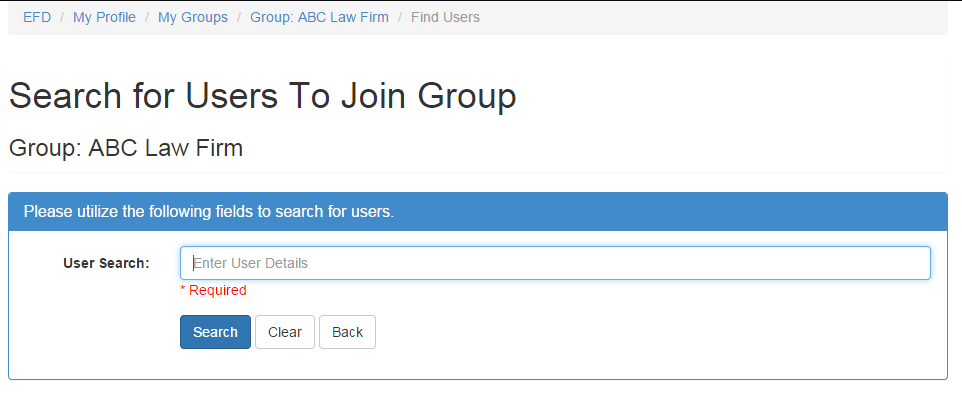 EFD / My Profile / My Groups / Group: ABC Law Firm / Find Users
Search for Users To Join Group
Group: ABC Law Firm
Please utilize the following fields to search for users.
User Search: Enter User Details
* Required
Search Clear Back